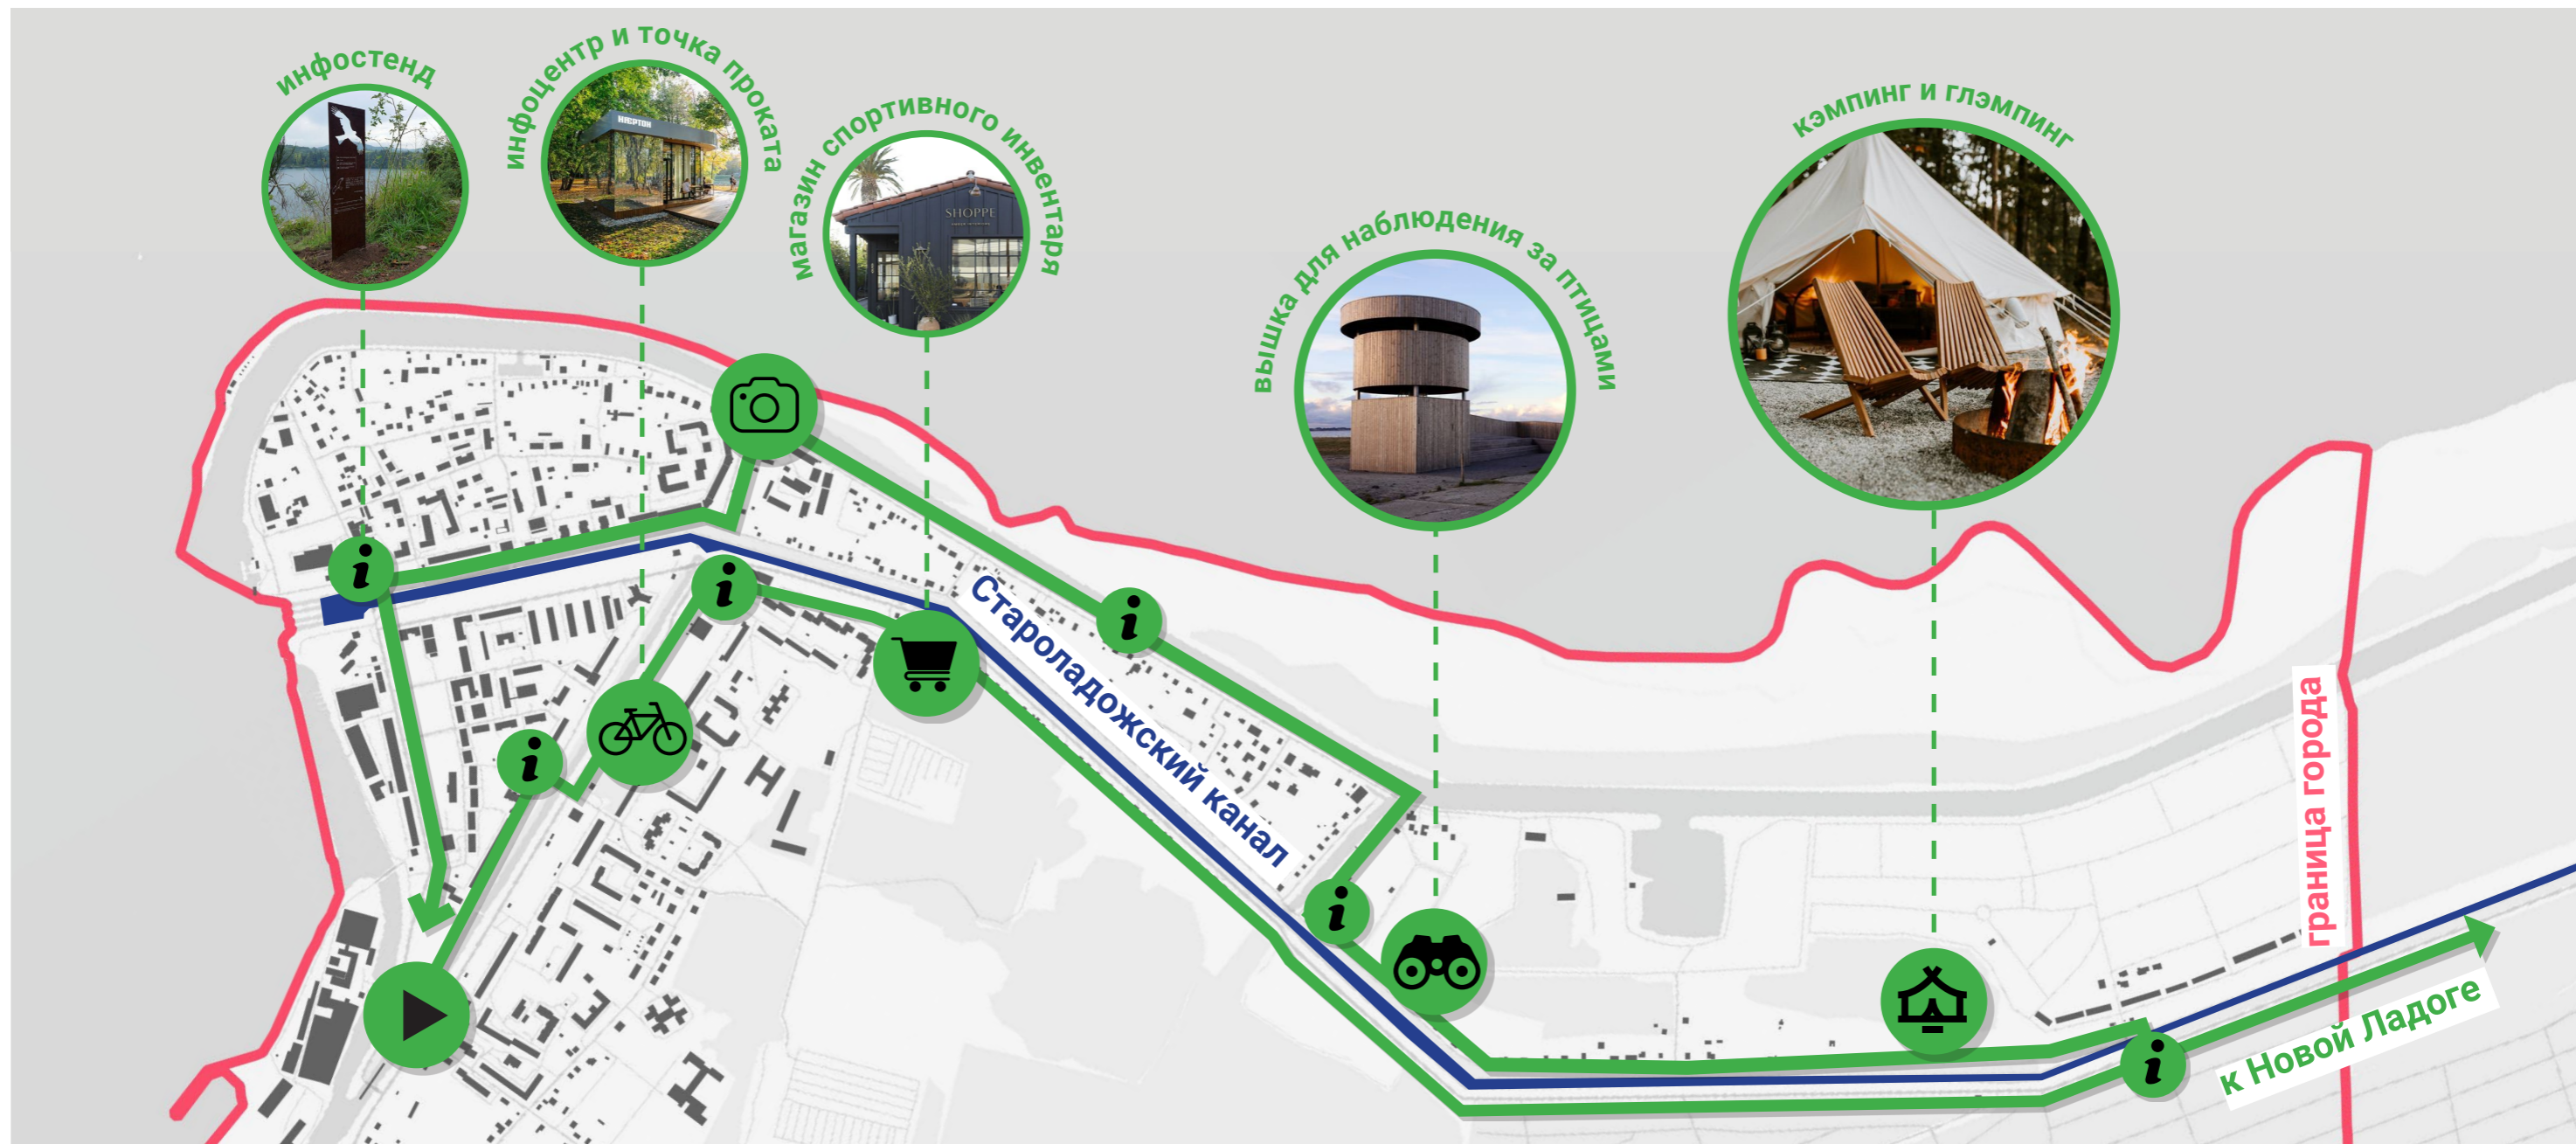 инфостенд
инфоцентр и точка проката
магазин спортивного инвентаря
вышка для наблюдения за птицами
кэмпинг и глэмпинг
SHOPPE
i
i
i
i
i
i
Староладожский канал
граница города
к Новой Ладоге